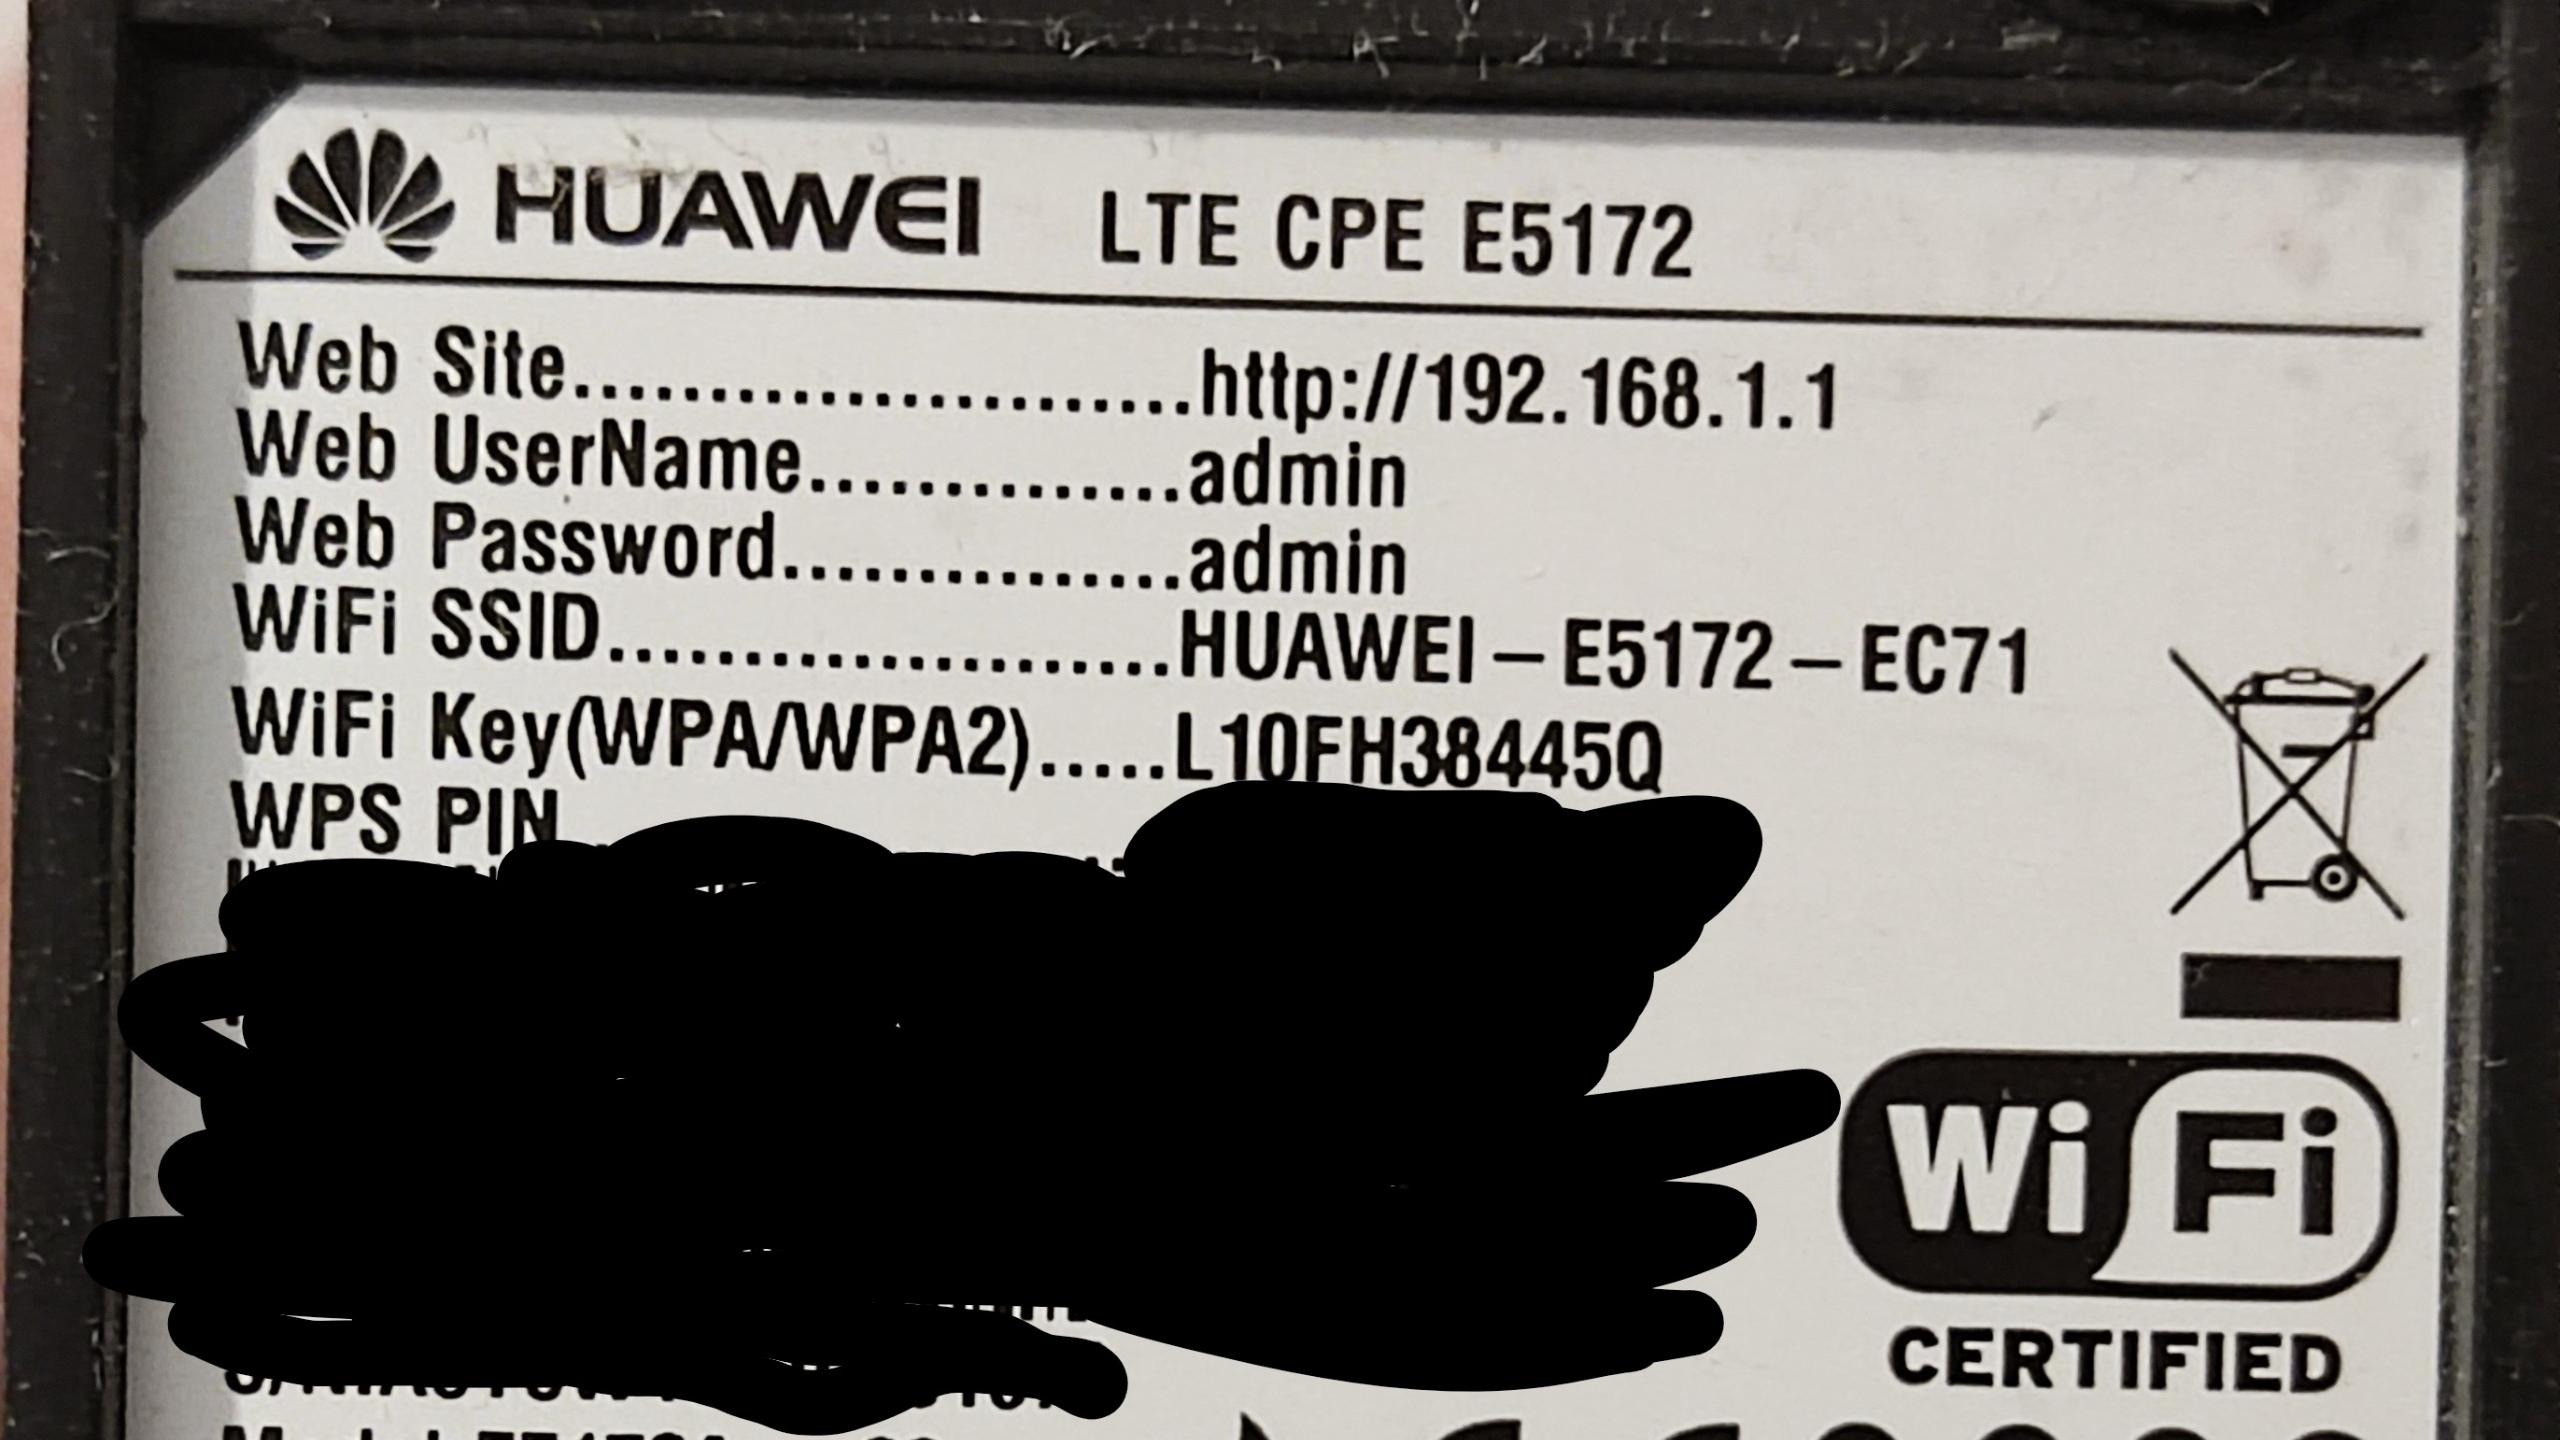 HUAWEI LTE CPE E5172
Web Site.......................http://192.168.1.1
Web UserName..............admin
Web Password...............admin
WiFi SSID.....................HUAWEI-E5172-EC71
WiFi Key(WPA/WPA2).....L10FH38445Q
WPS PIN
WiFi
CERTIFIED